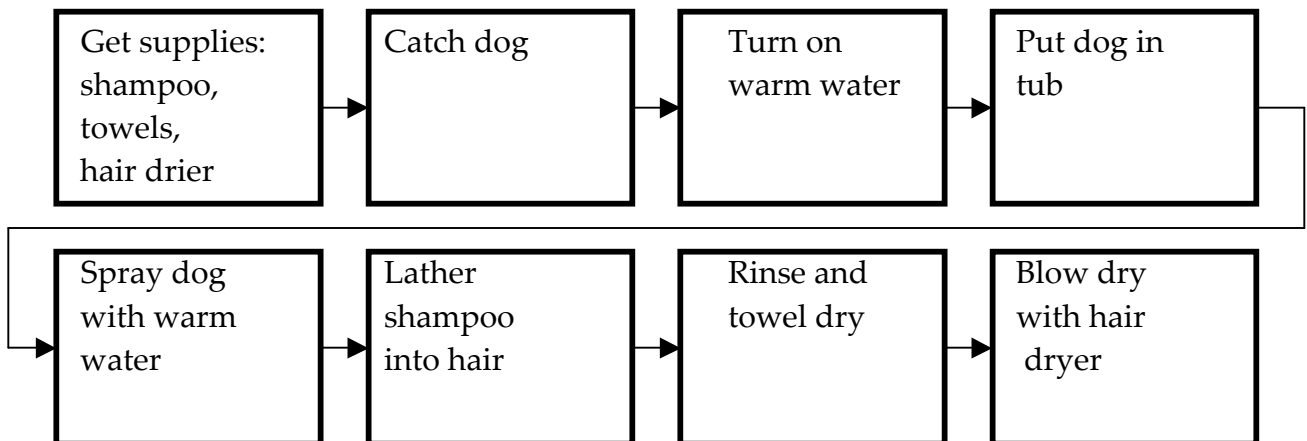 Get supplies:
shampoo,
towels,
hair drier
Catch dog
Turn on
warm water
Put dog in
tub
Spray dog
with warm
water
Lather
shampoo
into hair
Rinse and
towel dry
Blow dry
with hair
dryer